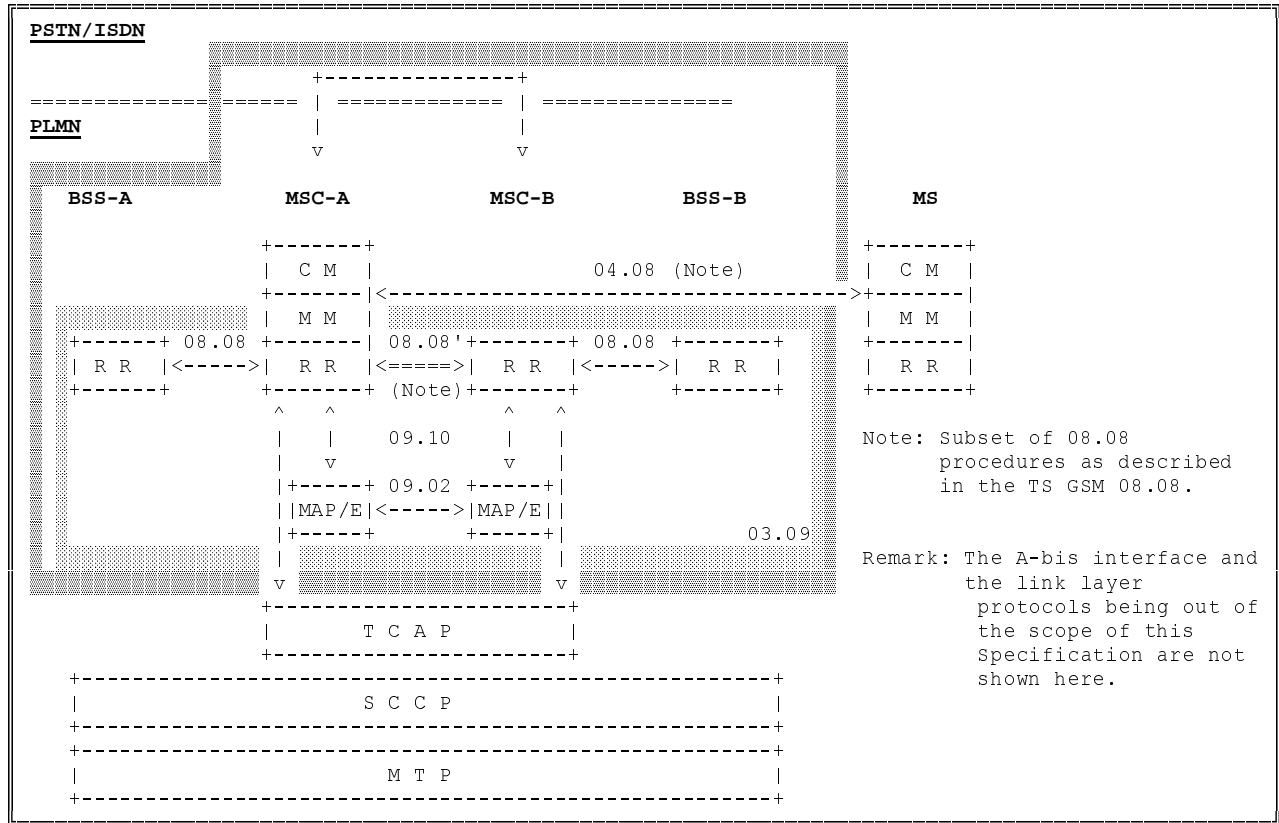 PSTN/ISDN
PLMN
BSS-A MSC-A MSC-B BSS-B MS
C M 04.08 (Note) C M
M M M M
08.08 08.08' 08.08
R R R R R R R R R R
(Note)
09.10
09.02
MAP/E MAP/E
03.09
Note: Subset of 08.08
procedures as described
in the TS GSM 08.08.
Remark: The A-bis interface and
the link layer
protocols being out of
the scope of this
Specification are not
shown here.
T C A P
S C C P
M T P